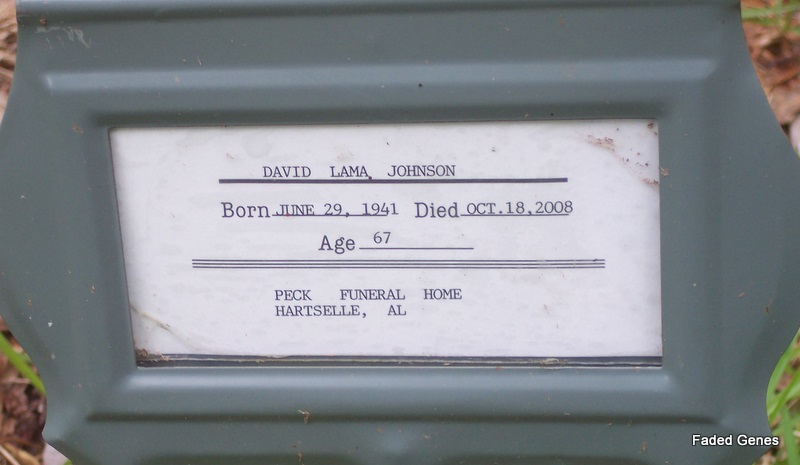 DAVID LAMA JOHNSON
Born JUNE 29, 1941 Died OCT.18,2008
Age 67
PECK FUNERAL HOME
HARTSELLE, AL
Faded Genes